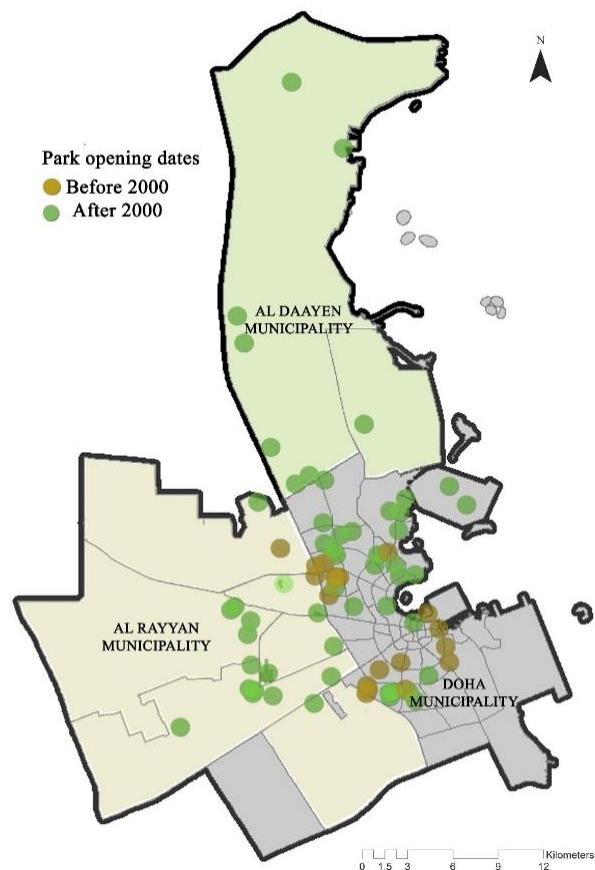 N
Park opening dates
Before 2000
After 2000
AL DAAYEN
MUNICIPALITY
AL RAYYAN
MUNICIPALITY
DOHA
MUNICIPALITY
Kilometers
0 1.5 3 6 9 12